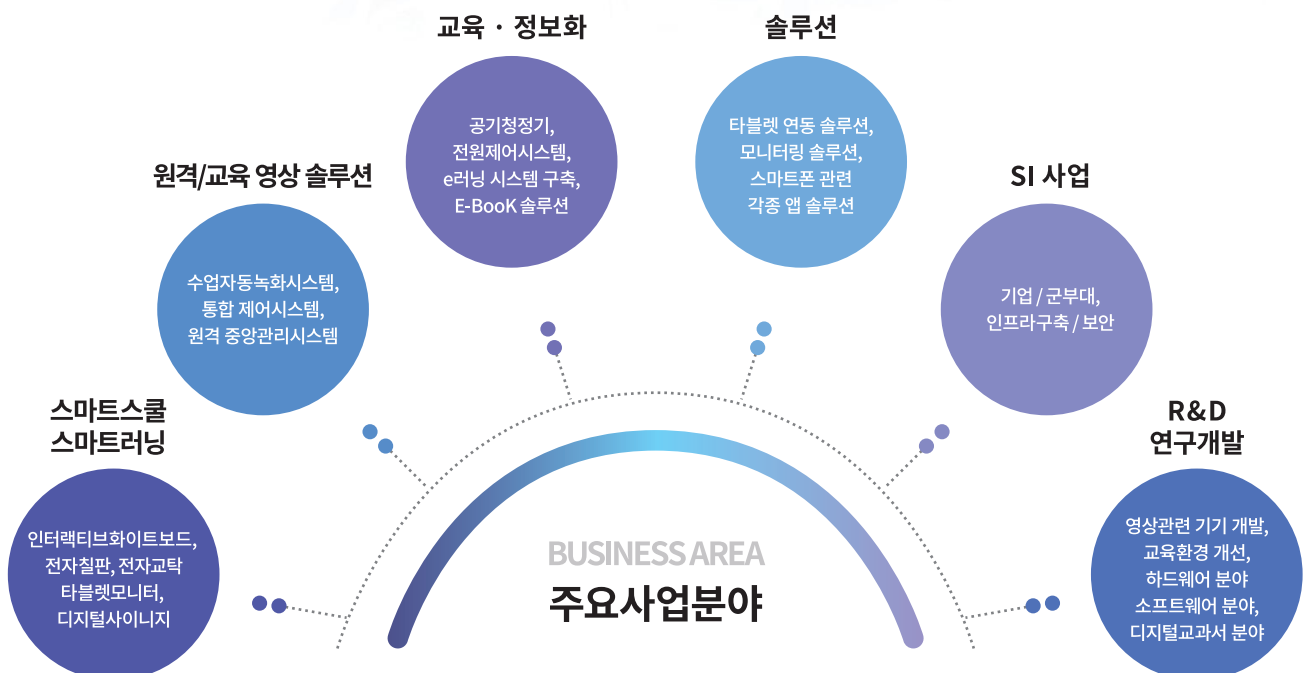 교육 · 정보화
공기청정기,
전원제어시스템,
e러닝 시스템 구축,
E-BooK 솔루션
솔루션
타블렛 연동 솔루션,
모니터링 솔루션,
스마트폰 관련
각종 앱 솔루션
원격/교육 영상 솔루션
수업자동녹화시스템,
통합 제어시스템,
원격 중앙관리시스템
SI 사업
기업 / 군부대,
인프라구축 / 보안
스마트스쿨
스마트러닝
인터랙티브화이트보드,
전자칠판, 전자교탁
타블렛모니터,
디지털사이니지
R&D
연구개발
영상관련 기기 개발,
교육환경 개선,
하드웨어 분야
소프트웨어 분야,
디지털교과서 분야
BUSINESS AREA
주요사업분야